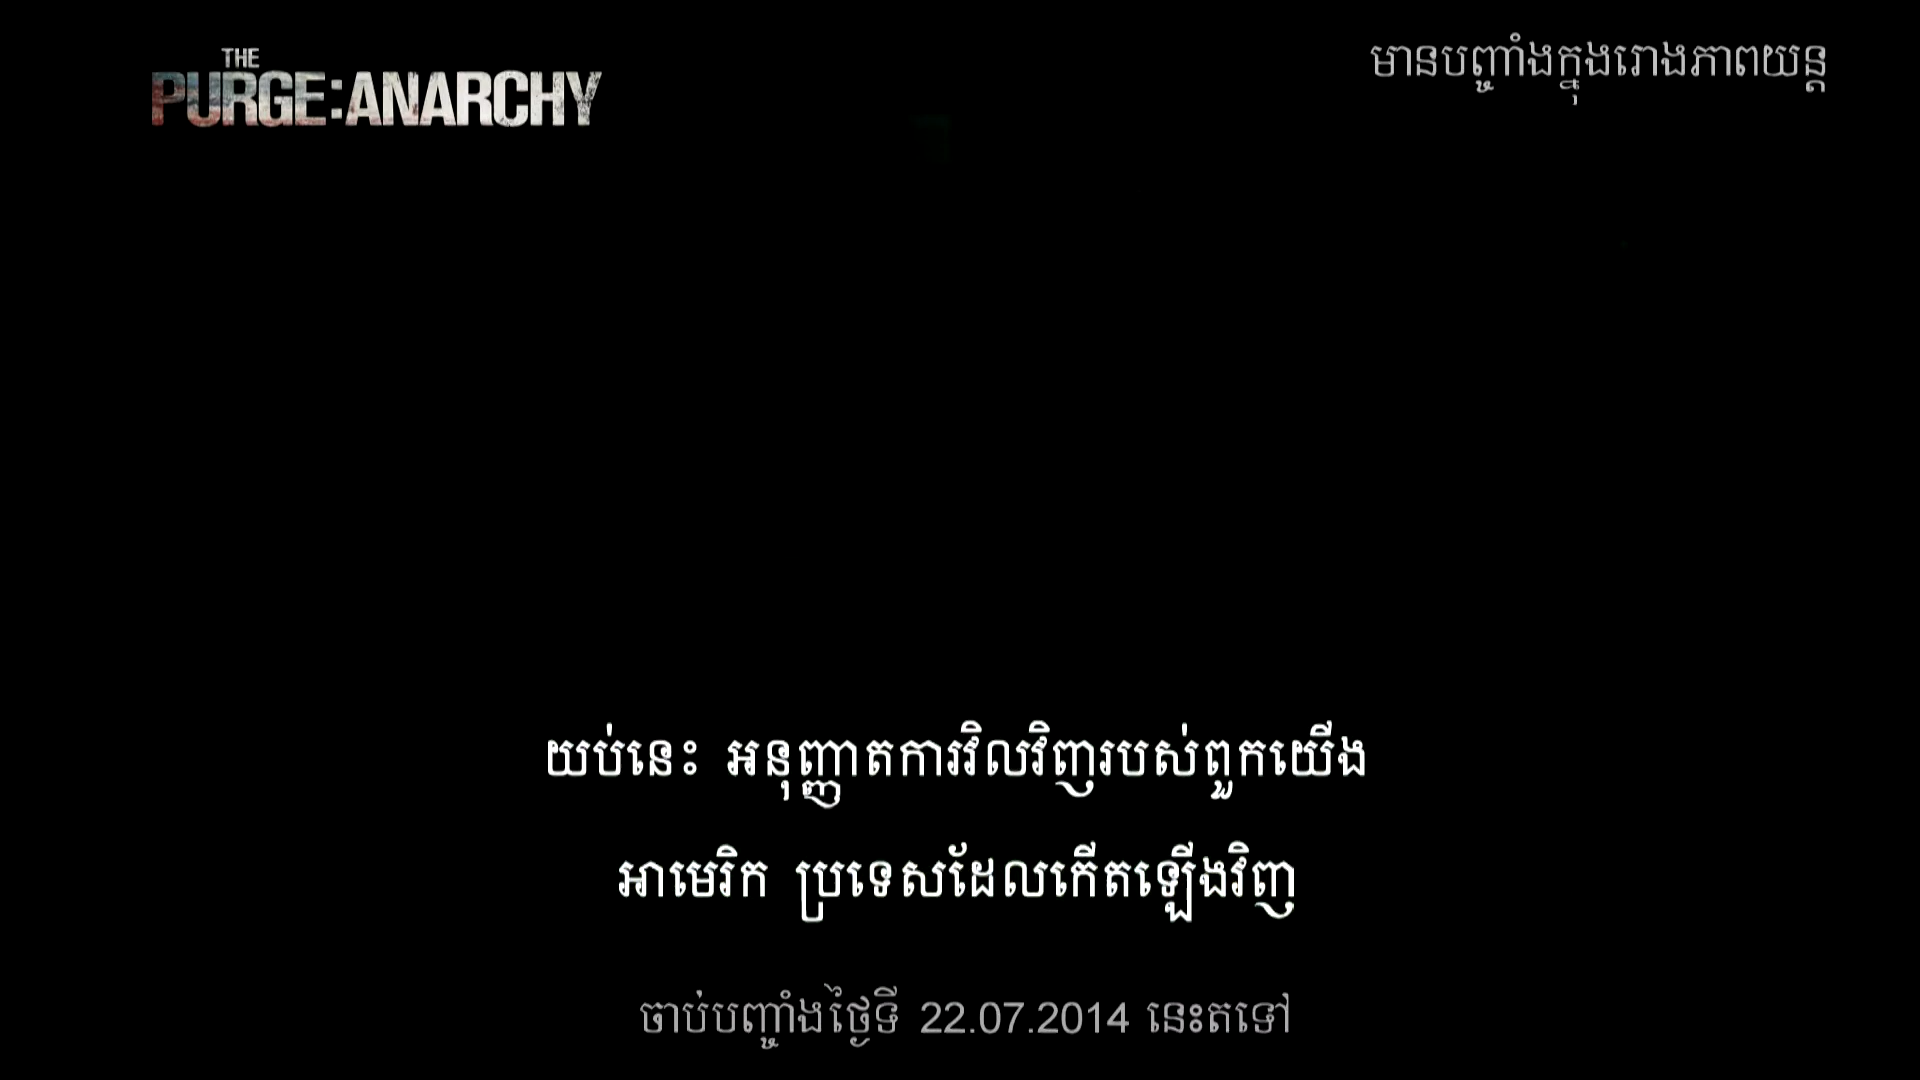 THE
PURGE:ANARCHY
មានបញ្ចាំងក្នុងរោងភាពយន្ត
យប់នេះ អនុញ្ញាតការវិលវិញរបស់ពួកយើង
អាមេរិក ប្រទេសដែលកើតឡើងវិញ
ចាប់បញ្ចាំងថ្ងៃទី 22.07.2014 នេះតទៅ